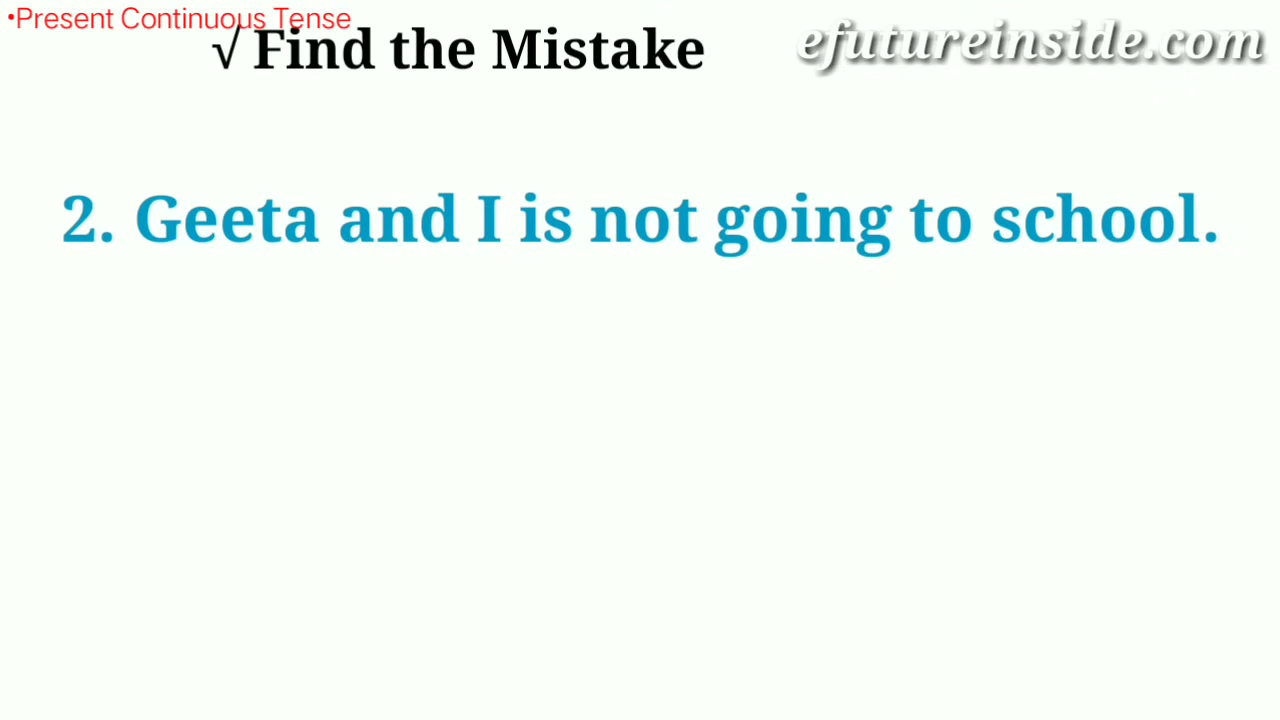 •Present Continuous Tense
√ Find the Mistake
efutureinside.com
2. Geeta and I is not going to school.